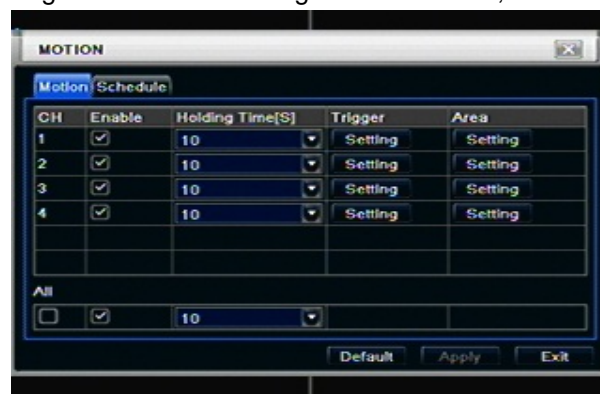 MOTION
Motion Schedule
CH Enable Holding Time[S] Trigger Area
1 10 Setting Setting
2 10 Setting Setting
3 10 Setting Setting
4 10 Setting Setting
All
10
Default Apply Exit